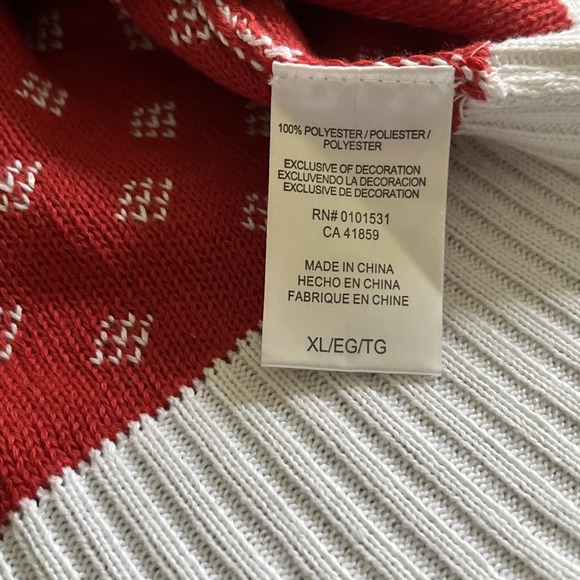 100% POLYESTER / POLIESTER /
POLYESTER
EXCLUSIVE OF DECORATION
EXCLUYENDO LA DECORACION
EXCLUSIVE DE DECORATION
RN# 0101531
CA 41859
MADE IN CHINA
HECHO EN CHINA
FABRIQUE EN CHINE
XL/EG/TG